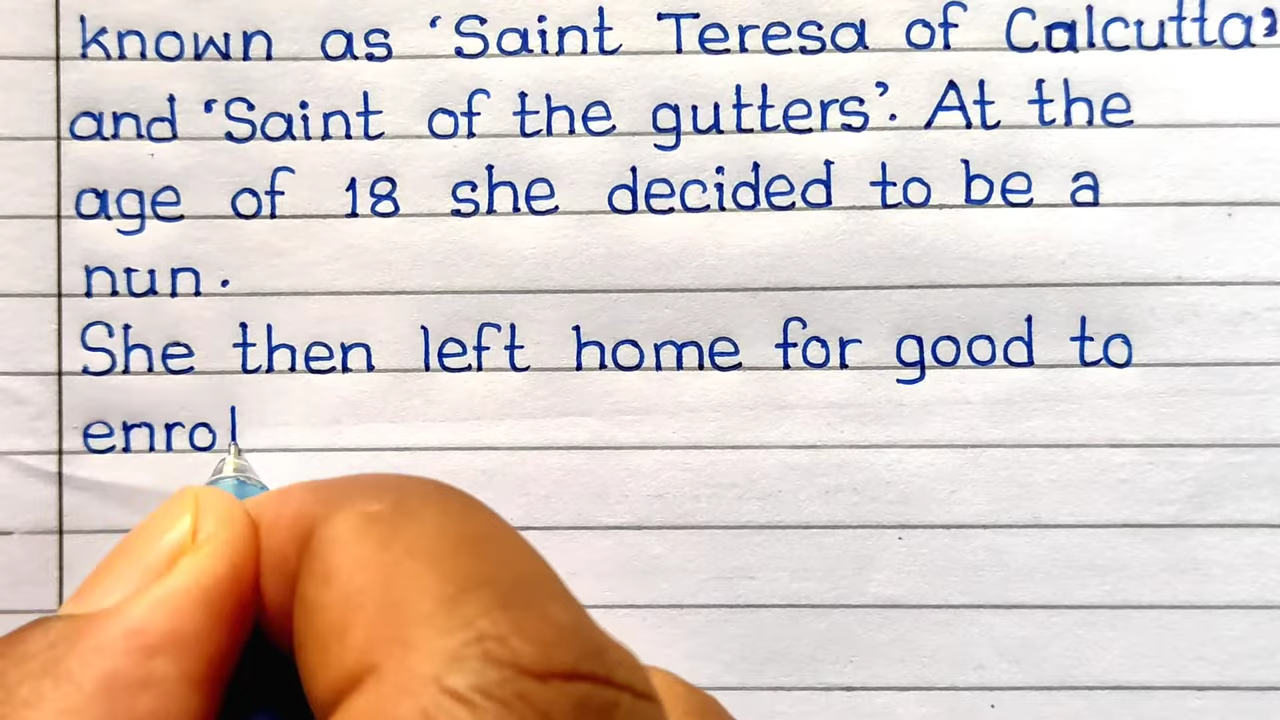 known as ‘Saint Teresa of Calcutta’
and ‘Saint of the gutters’. At the
age of 18 she decided to be a
nun.
She then left home for good to
enrol